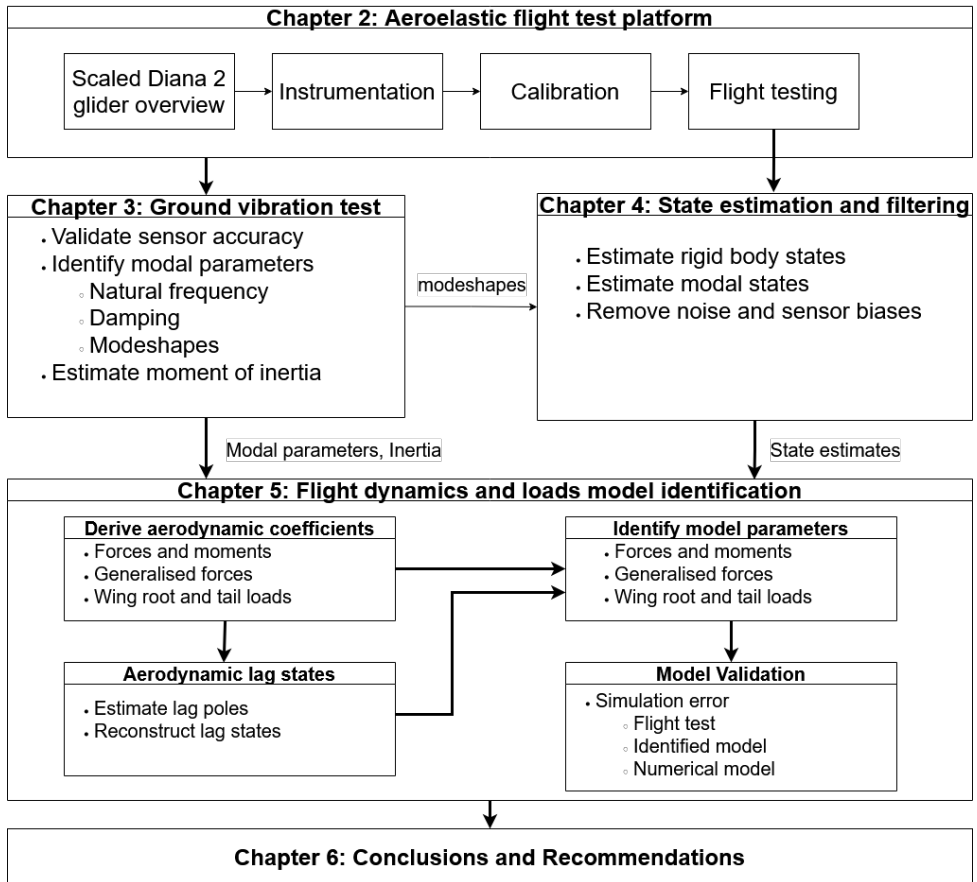 Chapter 2: Aeroelastic flight test platform
Scaled Diana 2
glider overview
Instrumentation
Calibration
Flight testing
Chapter 3: Ground vibration test
• Validate sensor accuracy
• Identify modal parameters
◦ Natural frequency
◦ Damping
◦ Modeshapes
• Estimate moment of inertia
modeshapes
Chapter 4: State estimation and filtering
• Estimate rigid body states
• Estimate modal states
• Remove noise and sensor biases
Modal parameters, Inertia
State estimates
Chapter 5: Flight dynamics and loads model identification
Derive aerodynamic coefficients
• Forces and moments
• Generalised forces
• Wing root and tail loads
Identify model parameters
• Forces and moments
• Generalised forces
• Wing root and tail loads
Aerodynamic lag states
• Estimate lag poles
• Reconstruct lag states
Model Validation
• Simulation error
◦ Flight test
◦ Identified model
◦ Numerical model
Chapter 6: Conclusions and Recommendations